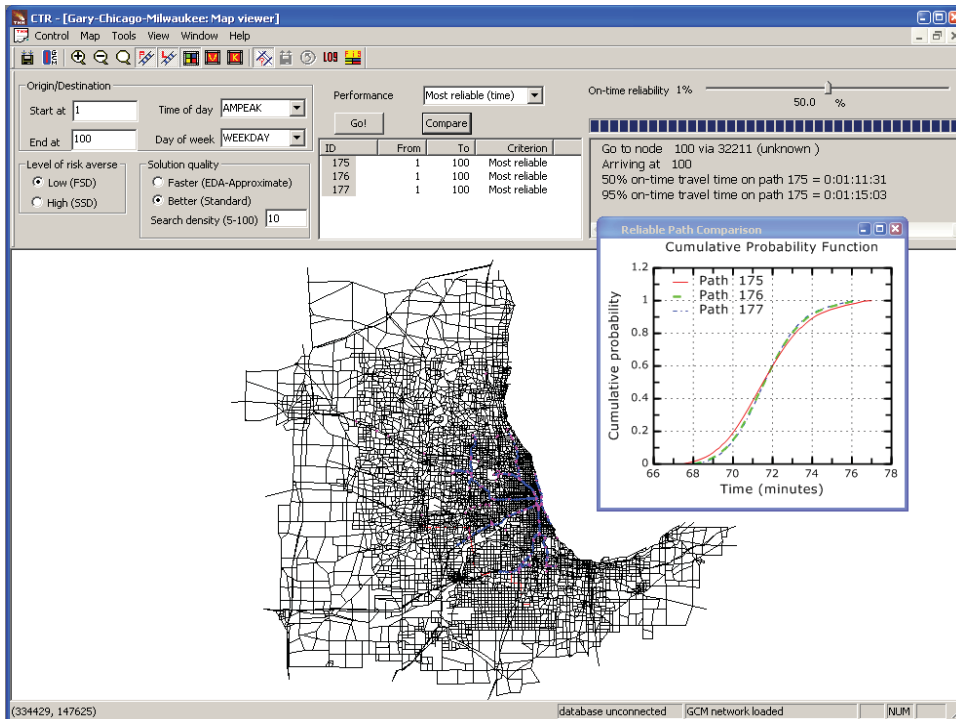 CTR - [Gary-Chicago-Milwaukee: Map viewer]
Control Map Tools View Window Help
LOG
Origin/Destination
Start at 1 Time of day AMPEAK
End at 100 Day of week WEEKDAY
Level of risk averse
Low (FSD)
High (SSD)
Solution quality
Faster (EDA-Approximate)
Better (Standard)
Search density (5-100) 10
Performance Most reliable (time)
Go! Compare
ID From To Criterion
175 1 100 Most reliable
176 1 100 Most reliable
177 1 100 Most reliable
On-time reliability 1%
50.0 %
Go to node 100 via 32211 (unknown )
Arriving at 100
50% on-time travel time on path 175 = 0:01:11:31
95% on-time travel time on path 175 = 0:01:15:03
Reliable Path Comparison
Cumulative Probability Function
Cumulative probability
1.2
1
0.8
0.6
0.4
0.2
0
Path 175
Path 176
Path 177
66 68 70 72 74 76 78
Time (minutes)
(334429, 147625) database unconnected GCM network loaded NUM